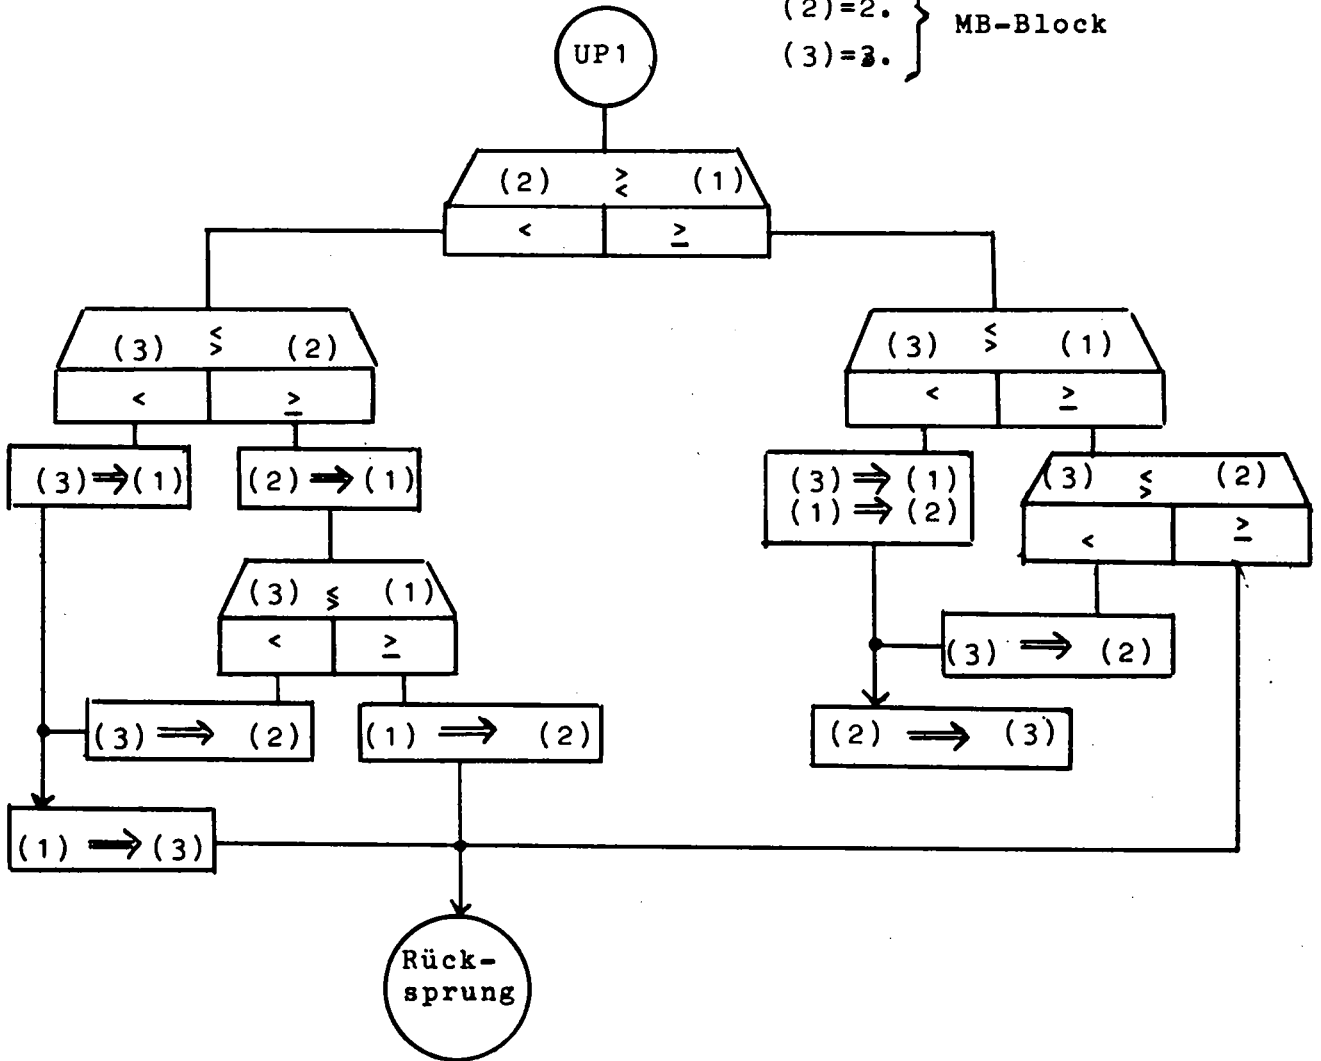 (2)=2.
(3)=3.
MB-Block
UP1
(2) > < (1)
< ≥
(3) < > (2)
< ≥
(3) < > (1)
< ≥
(3) ⇒ (1)
(2) ⇒ (1)
(3) ⇒ (1)
(1) ⇒ (2)
(3) < > (2)
< ≥
(3) ≶ (1)
< ≥
(3) ⇒ (2)
(3) ⇒ (2)
(1) ⇒ (2)
(2) ⇒ (3)
(1) ⇒ (3)
Rück-
sprung